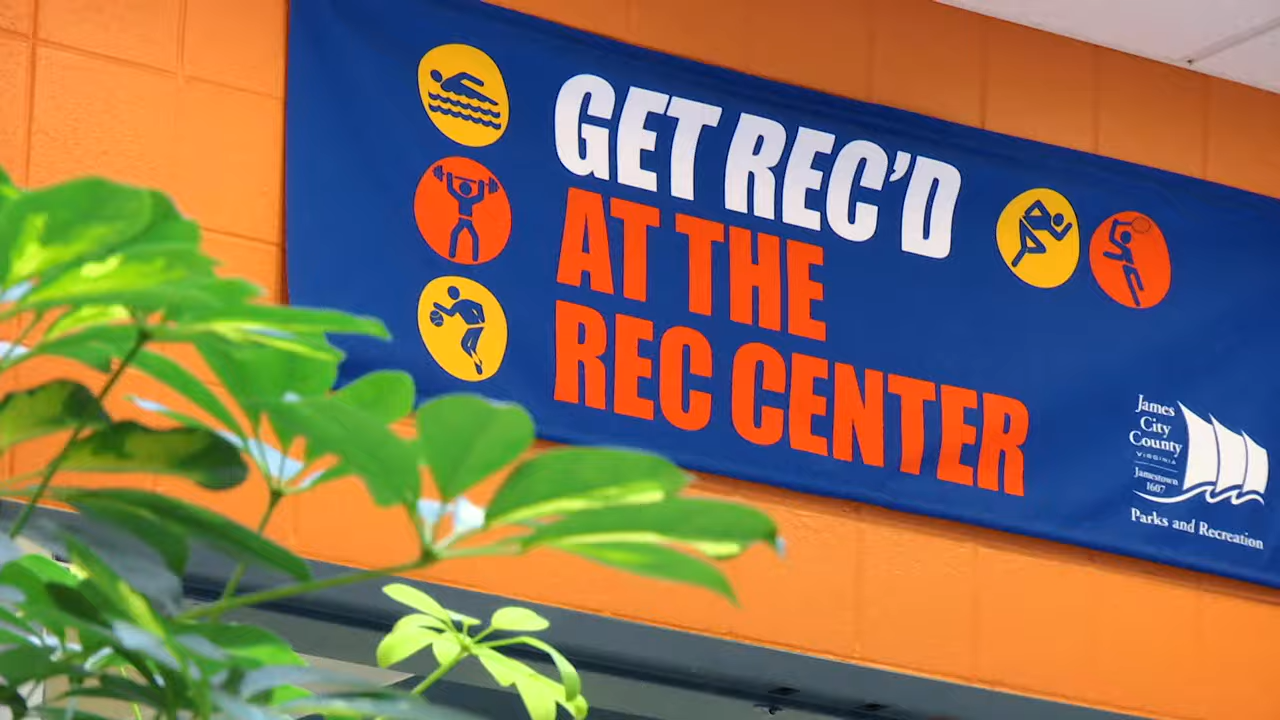 GET REC'D
AT THE
REC CENTER
James
City
County
VIRGINIA
Jamestown
1607
Parks and Recreation